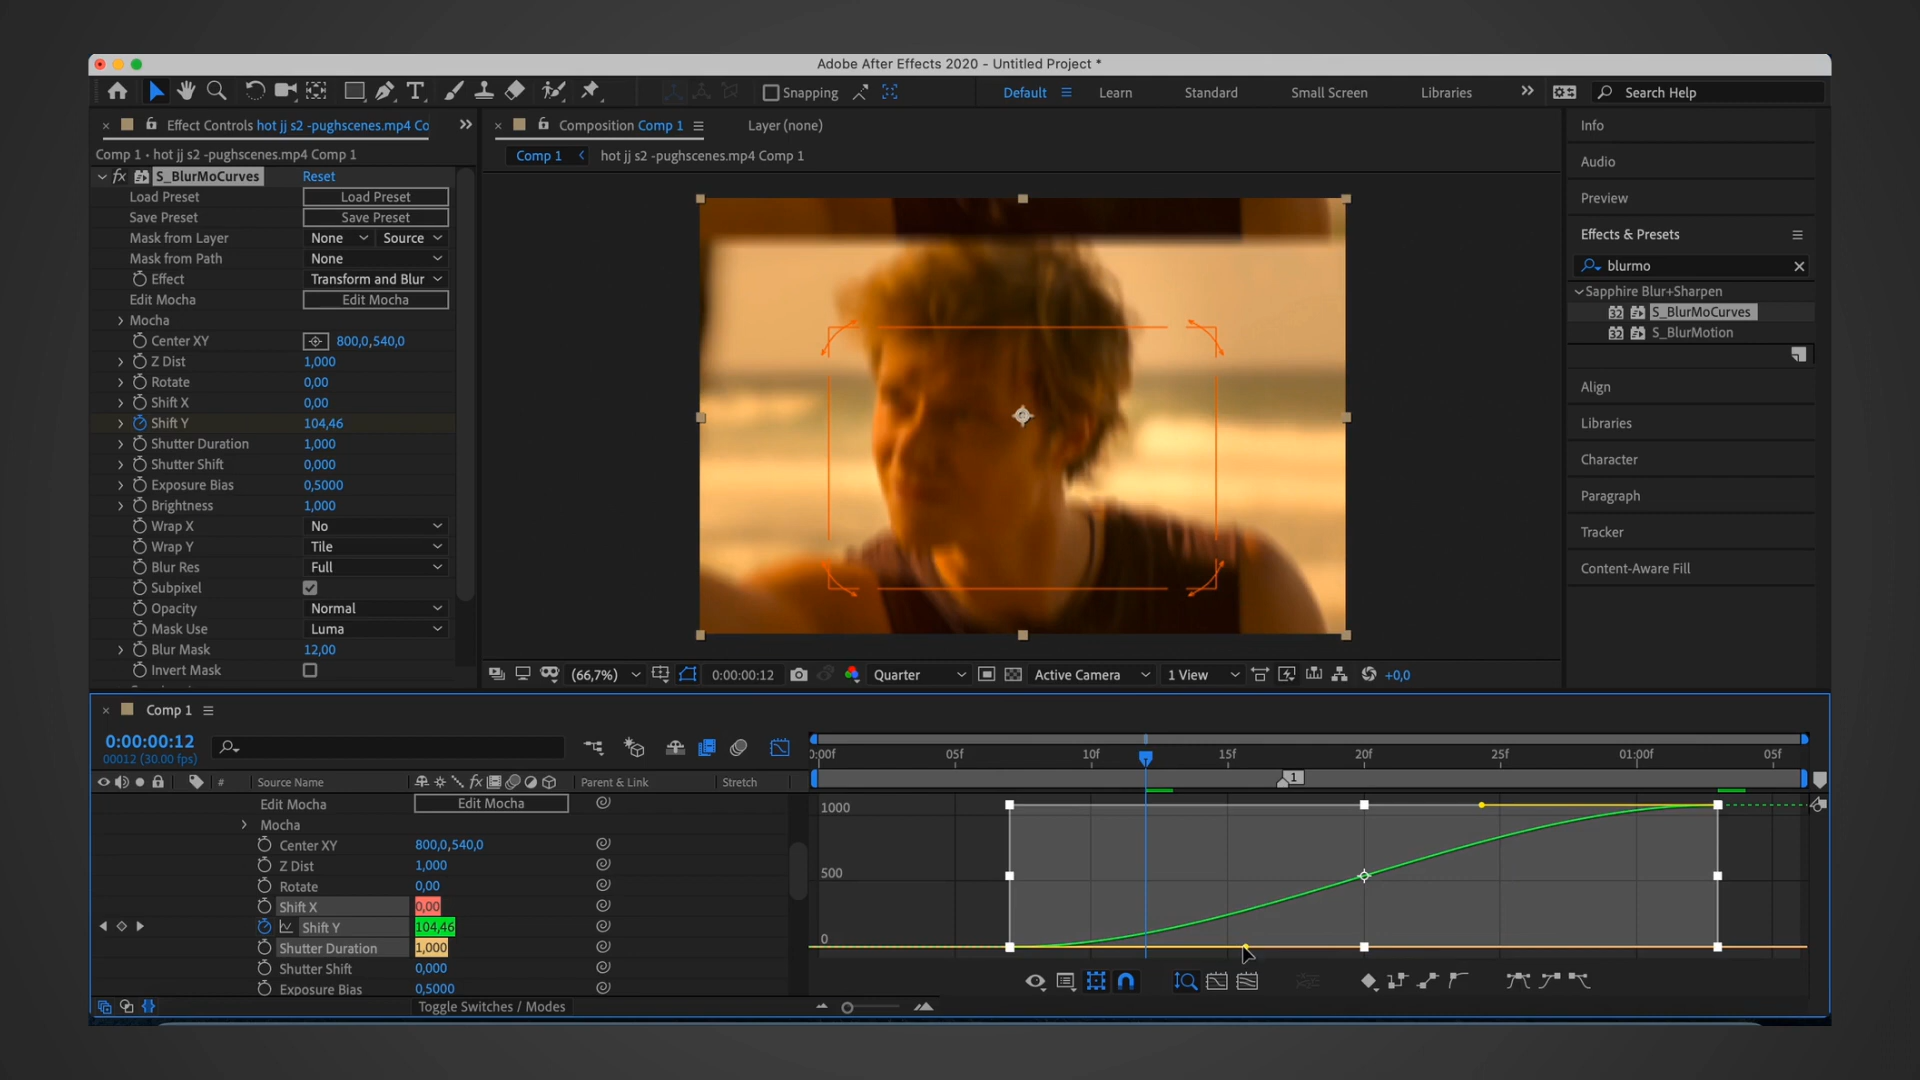 Adobe After Effects 2020 - Untitled Project *
Snapping
Default
Learn
Standard
Small Screen
Libraries
Search Help
Effect Controls hot jj s2 -pughscenes.mp4 Co
Comp 1 • hot jj s2 -pughscenes.mp4 Comp 1
fx S_BlurMoCurves Reset
Load Preset Load Preset
Save Preset Save Preset
Mask from Layer None Source
Mask from Path None
Effect Transform and Blur
Edit Mocha Edit Mocha
Mocha
Center XY 800,0,540,0
Z Dist 1,000
Rotate 0,00
Shift X 0,00
Shift Y 104,46
Shutter Duration 1,000
Shutter Shift 0,000
Exposure Bias 0,5000
Brightness 1,000
Wrap X No
Wrap Y Tile
Blur Res Full
Subpixel
Opacity Normal
Mask Use Luma
Blur Mask 12,00
Invert Mask
Composition Comp 1
Layer (none)
Comp 1
hot jj s2 -pughscenes.mp4 Comp 1
(66,7%)
0:00:00:12
Quarter
Active Camera
1 View
+0,0
Info
Audio
Preview
Effects & Presets
blurmo
Sapphire Blur+Sharpen
32 S_BlurMoCurves
32 S_BlurMotion
Align
Libraries
Character
Paragraph
Tracker
Content-Aware Fill
Comp 1
0:00:00:12
00012 (30.00 fps)
# Source Name
fx
Parent & Link
Stretch
Edit Mocha Edit Mocha
Mocha
Center XY 800,0,540,0
Z Dist 1,000
Rotate 0,00
Shift X 0,00
Shift Y 104,46
Shutter Duration 1,000
Shutter Shift 0,000
Exposure Bias 0,5000
Toggle Switches / Modes
:00f 05f 10f 15f 20f 25f 01:00f 05f
1
1000
500
0